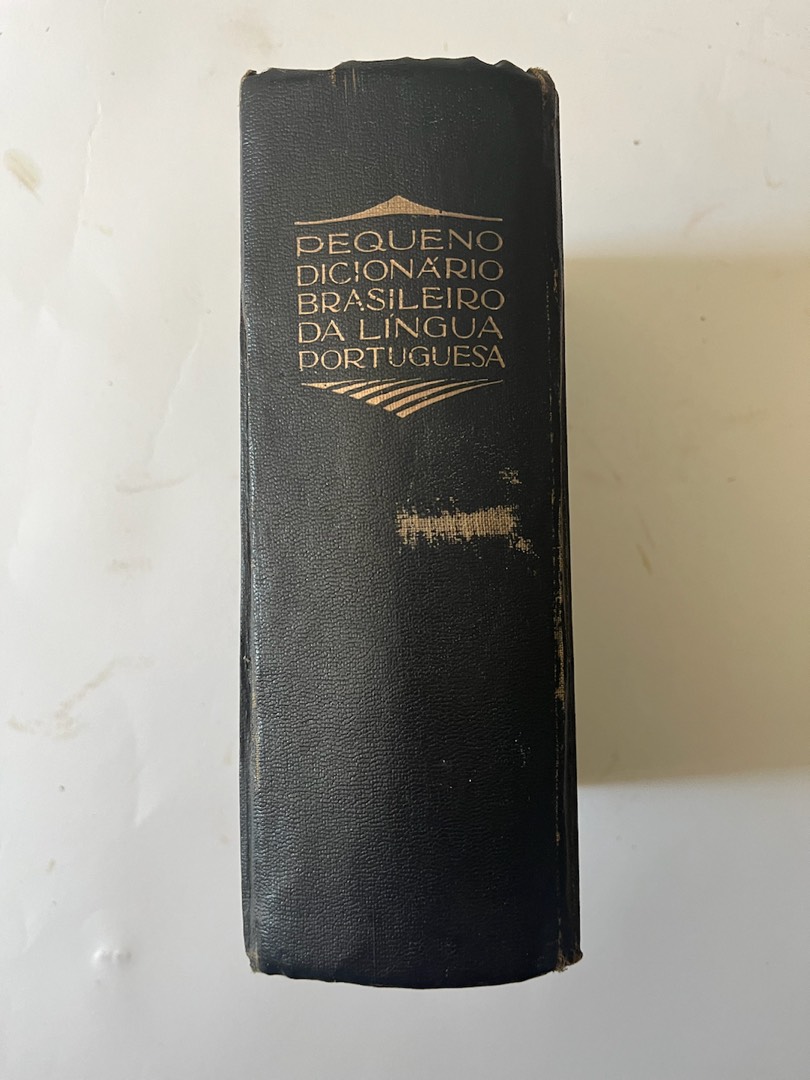 PEQUENO
DICIONÁRIO
BRASILEIRO
DA LÍNGUA
PORTUGUESA